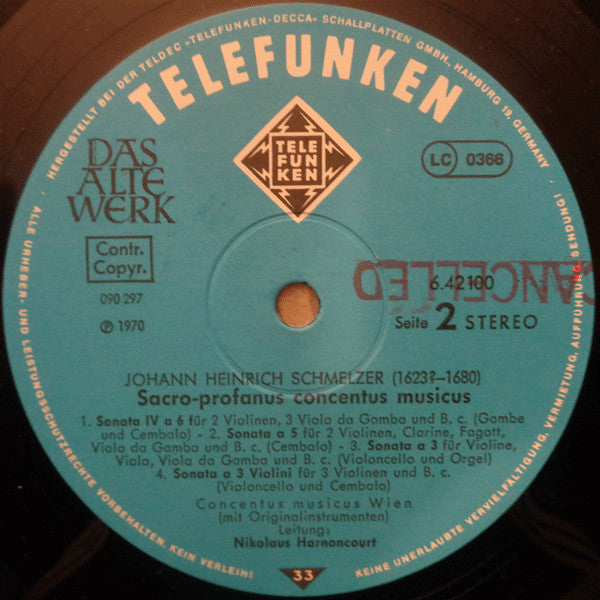 HERGESTELLT BEI DER TELDEC »TELEFUNKEN-DECCA« SCHALLPLATTEN GMBH, HAMBURG 19, GERMANY
TELEFUNKEN
TELE
FUN
KEN
DAS
ALTE
WERK
LC 0366
Contr.
Copyr.
090 297
℗ 1970
CANCELLED
6.42100
Seite 2 STEREO
JOHANN HEINRICH SCHMELZER (1623?–1680)
Sacro-profanus concentus musicus
1. Sonata IV a 6 für 2 Violinen, 3 Viola da Gamba und B. c. (Gambe
und Cembalo) - 2. Sonata a 5 für 2 Violinen, Clarine, Fagott,
Viola da Gamba und B. c. (Cembalo) - 3. Sonata a 3 für Violine,
Viola, Viola da Gamba und B. c. (Violoncello und Orgel)
4. Sonata a 3 Violini für 3 Violinen und B. c.
(Violoncello und Cembalo)
Concentus musicus Wien
(mit Originalinstrumenten)
Leitung:
Nikolaus Harnoncourt
33
ALLE URHEBER- UND LEISTUNGSSCHUTZRECHTE VORBEHALTEN. KEIN VERLEIH!
KEINE UNERLAUBTE VERVIELFÄLTIGUNG, VERMIETUNG, AUFFÜHRUNG, SENDUNG!